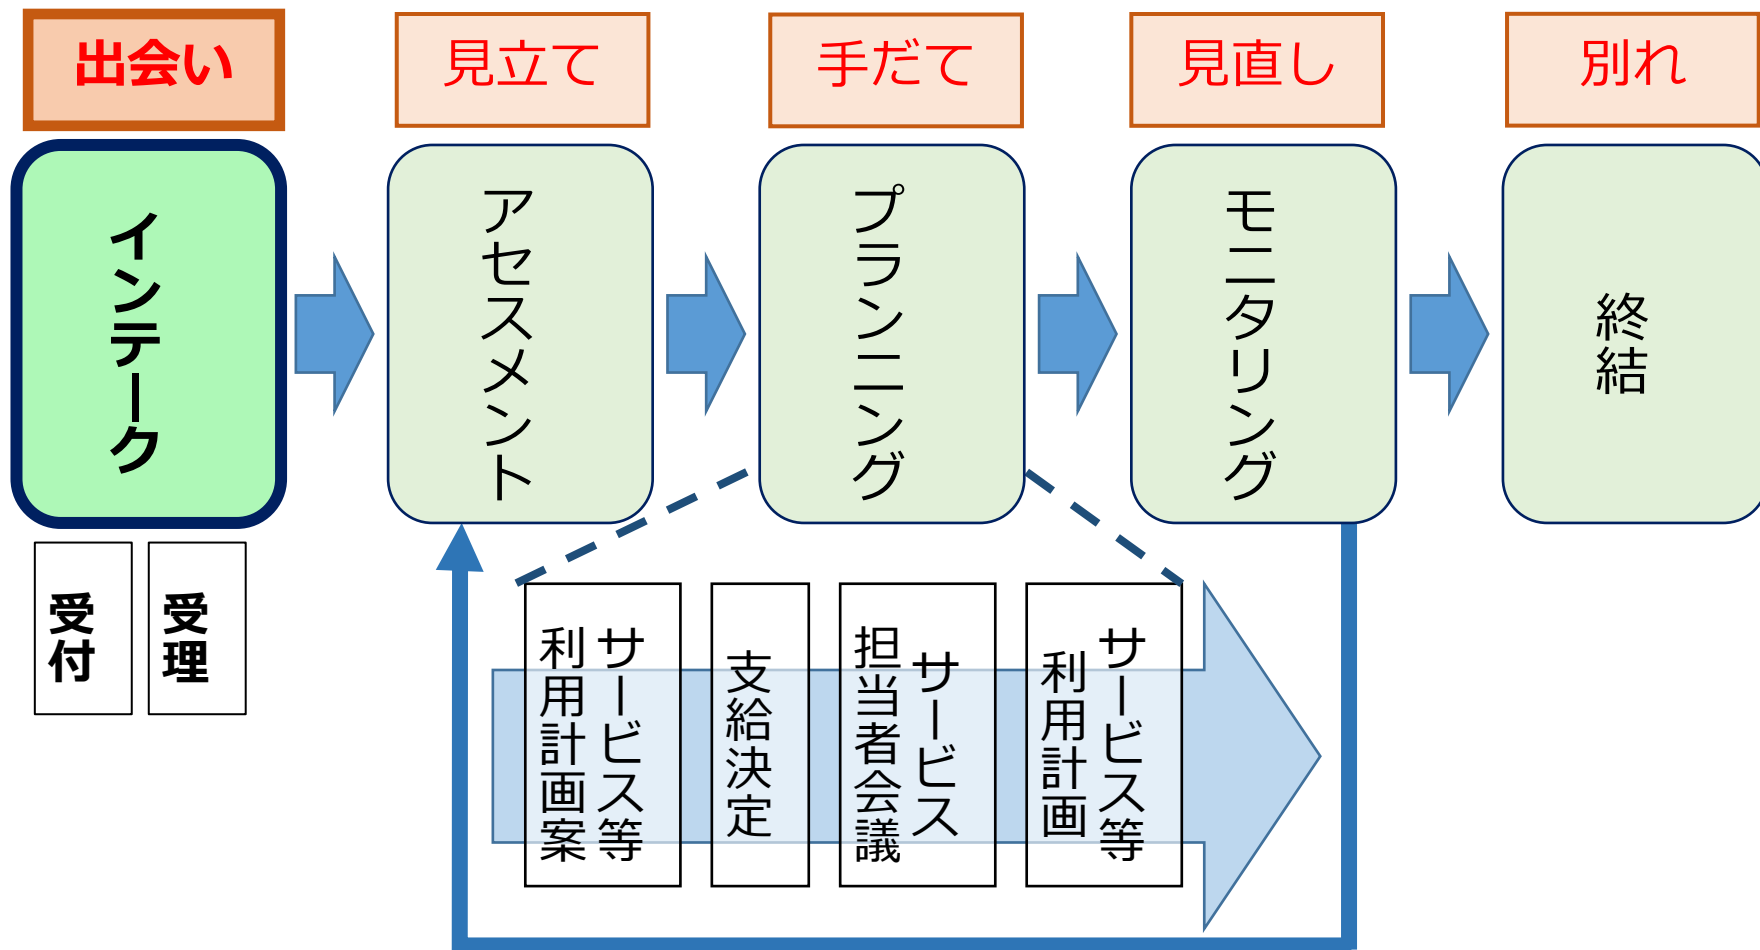 出会い
見立て
手だて
見直し
別れ
インテーク
アセスメント
プランニング
モニタリング
終結
受付
受理
サービス等
利用計画案
支給決定
サービス
担当者会議
サービス等
利用計画